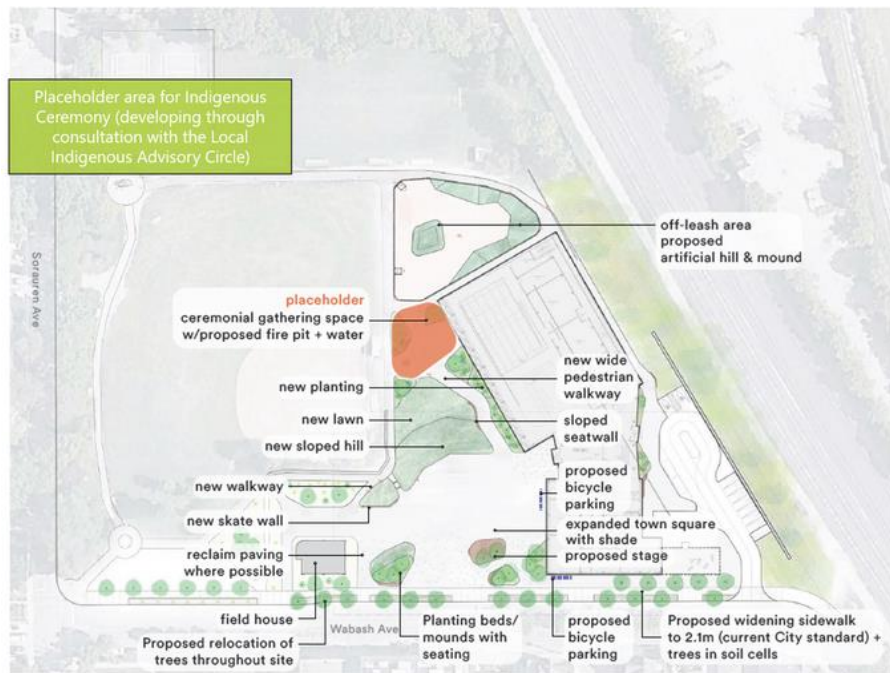 Placeholder area for Indigenous
Ceremony (developing through
consultation with the Local
Indigenous Advisory Circle)
Sorauren Ave
off-leash area
proposed
artificial hill & mound
placeholder
ceremonial gathering space
w/proposed fire pit + water
new planting
new lawn
new sloped hill
new wide
pedestrian
walkway
sloped
seatwall
new walkway
new skate wall
reclaim paving
where possible
proposed
bicycle
parking
expanded town square
with shade
proposed stage
field house
Proposed relocation of
trees throughout site
Wabash Ave
Planting beds/
mounds with
seating
proposed
bicycle
parking
Proposed widening sidewalk
to 2.1m (current City standard) +
trees in soil cells